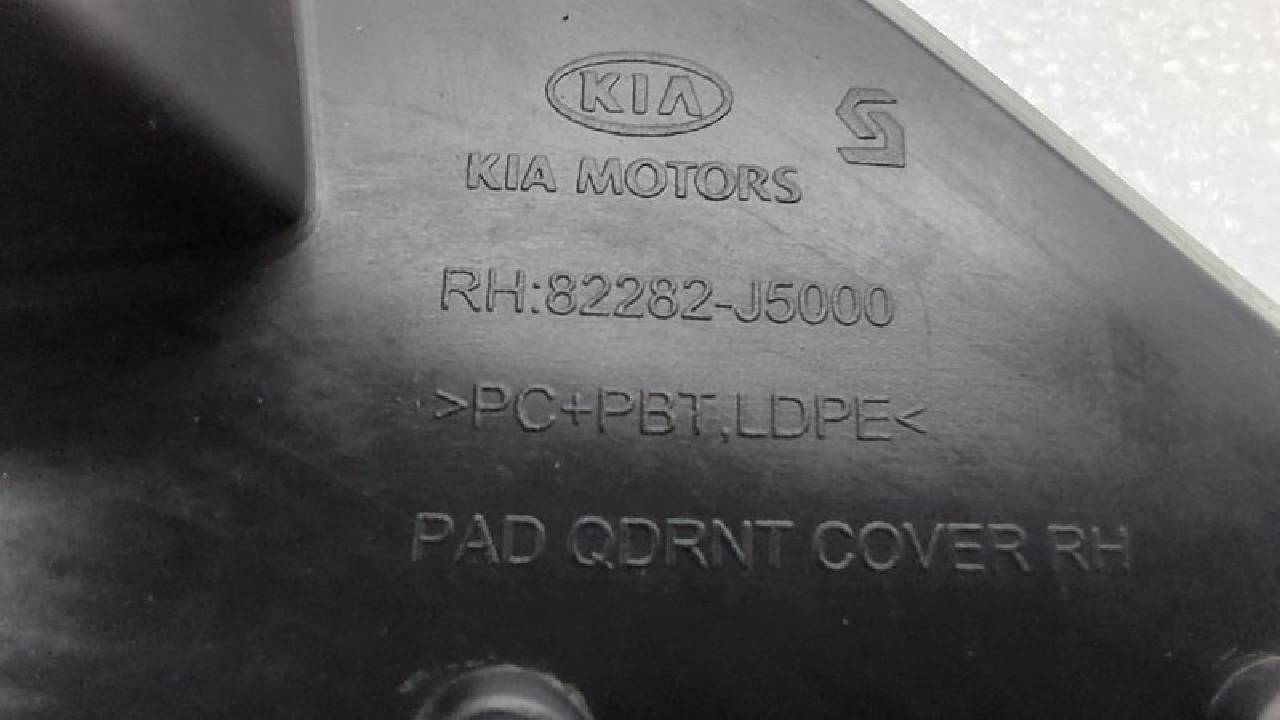 KIA
KIA MOTORS
RH:82282-J5000
>PC+PBT,LDPE<
PAD QDRNT COVER RH